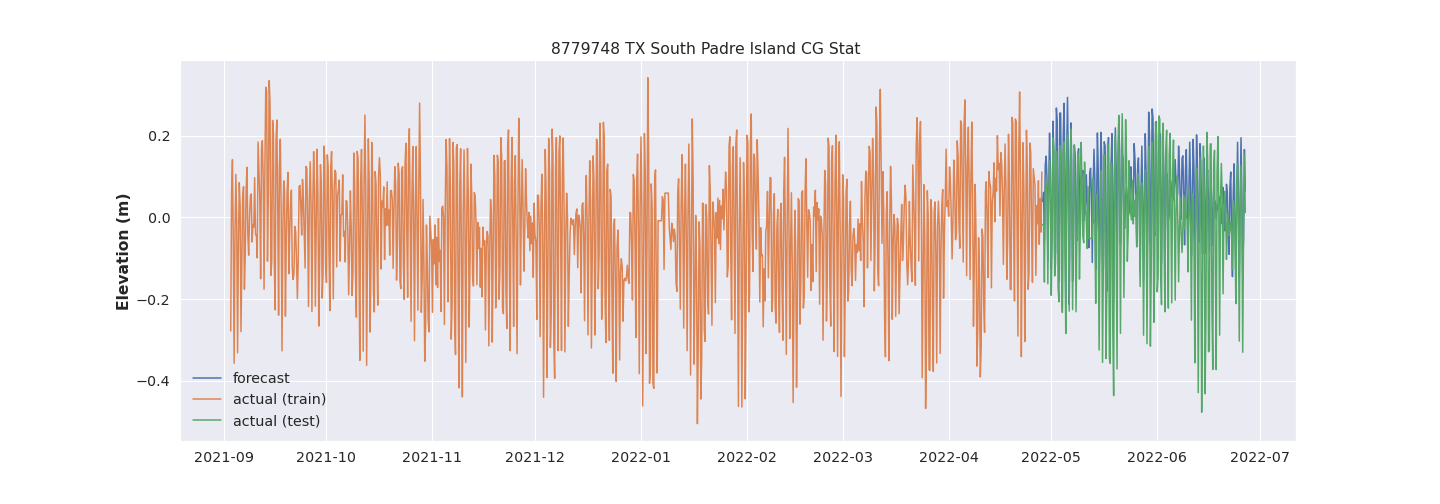 8779748 TX South Padre Island CG Stat
Elevation (m)
0.2
0.0
−0.2
−0.4
forecast
actual (train)
actual (test)
2021-09 2021-10 2021-11 2021-12 2022-01 2022-02 2022-03 2022-04 2022-05 2022-06 2022-07